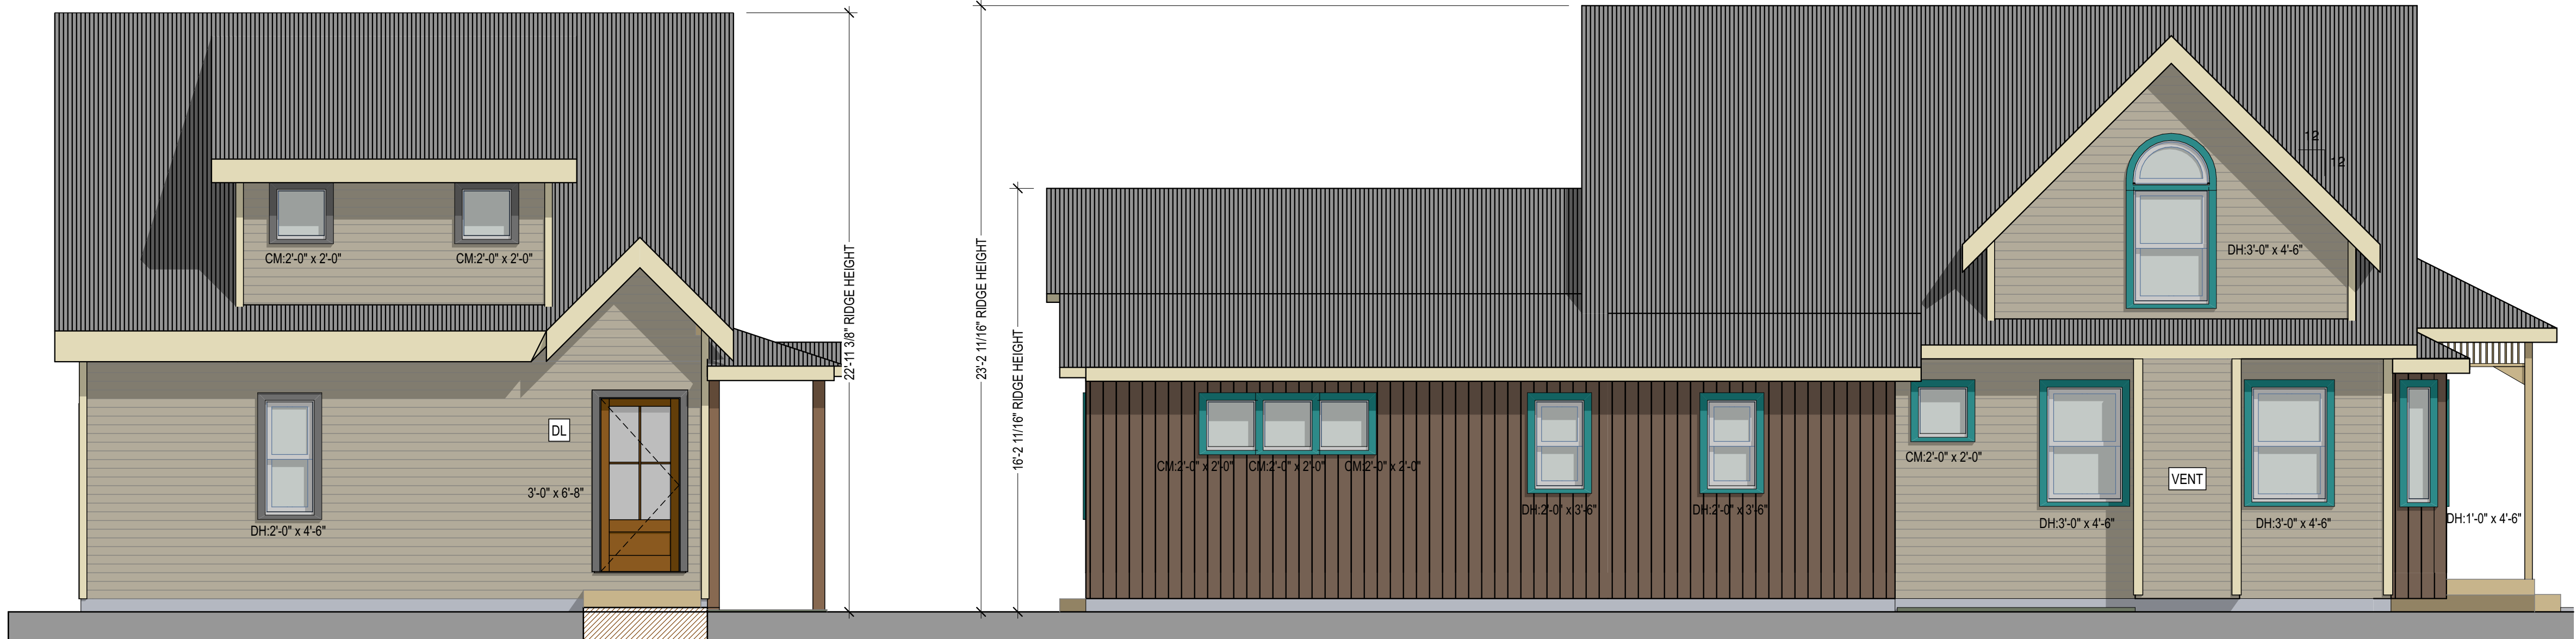 CM:2'-0" x 2'-0"
CM:2'-0" x 2'-0"
DL
3'-0" x 6'-8"
DH:2'-0" x 4'-6"
22'-11 3/8" RIDGE HEIGHT
23'-2 11/16" RIDGE HEIGHT
16'-2 11/16" RIDGE HEIGHT
12
12
DH:3'-0" x 4'-6"
CM:2'-0" x 2'-0"
CM:2'-0" x 2'-0"
CM:2'-0" x 2'-0"
DH:2'-0" x 3'-6"
DH:2'-0" x 3'-6"
CM:2'-0" x 2'-0"
DH:3'-0" x 4'-6"
VENT
DH:3'-0" x 4'-6"
DH:1'-0" x 4'-6"